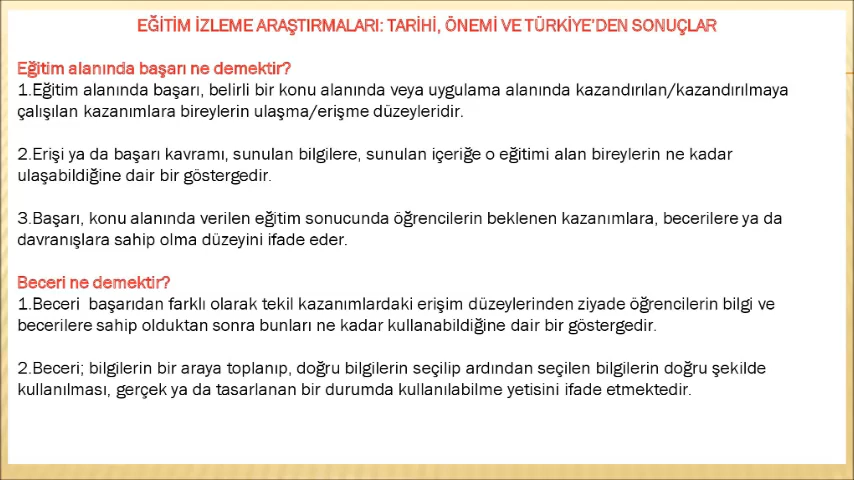 EĞİTİM İZLEME ARAŞTIRMALARI: TARİHİ, ÖNEMİ VE TÜRKİYE'DEN SONUÇLAR
Eğitim alanında başarı ne demektir?
1.Eğitim alanında başarı, belirli bir konu alanında veya uygulama alanında kazandırılan/kazandırılmaya
çalışılan kazanımlara bireylerin ulaşma/erişme düzeyleridir.
2.Erişi ya da başarı kavramı, sunulan bilgilere, sunulan içeriğe o eğitimi alan bireylerin ne kadar
ulaşabildiğine dair bir göstergedir.
3.Başarı, konu alanında verilen eğitim sonucunda öğrencilerin beklenen kazanımlara, becerilere ya da
davranışlara sahip olma düzeyini ifade eder.
Beceri ne demektir?
1.Beceri  başarıdan farklı olarak tekil kazanımlardaki erişim düzeylerinden ziyade öğrencilerin bilgi ve
becerilere sahip olduktan sonra bunları ne kadar kullanabildiğine dair bir göstergedir.
2.Beceri; bilgilerin bir araya toplanıp, doğru bilgilerin seçilip ardından seçilen bilgilerin doğru şekilde
kullanılması, gerçek ya da tasarlanan bir durumda kullanılabilme yetisini ifade etmektedir.